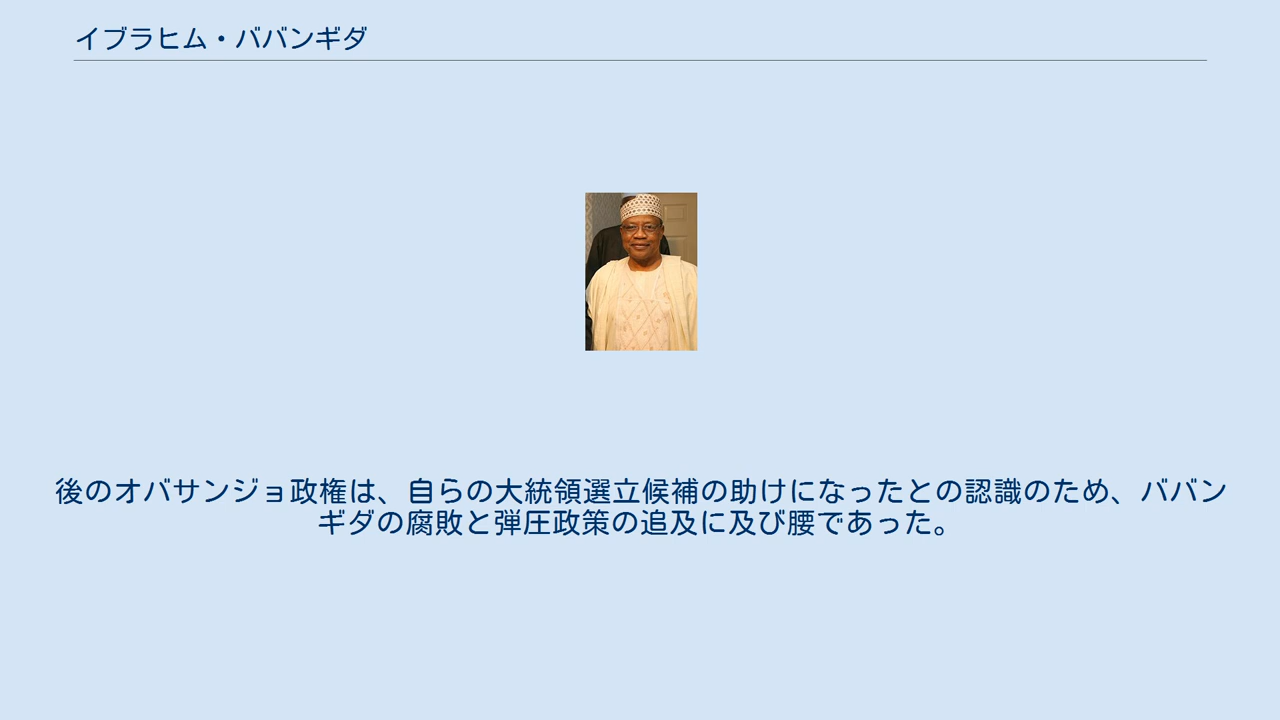 イブラヒム・ババンギダ
後のオバサンジョ政権は、自らの大統領選立候補の助けになったとの認識のため、ババン
ギダの腐敗と弾圧政策の追及に及び腰であった。